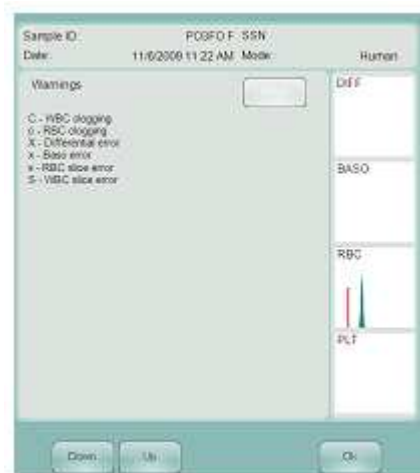 Sample ID: SSN
Date: 11/6/2009 11:22 AM Mode: Human
Warnings
C - WBC clogging
c - RBC clogging
X - Differential error
x - Baso error
s - RBC slice error
S - WBC slice error
DIFF
BASO
RBC
PLT
Down Up Ok